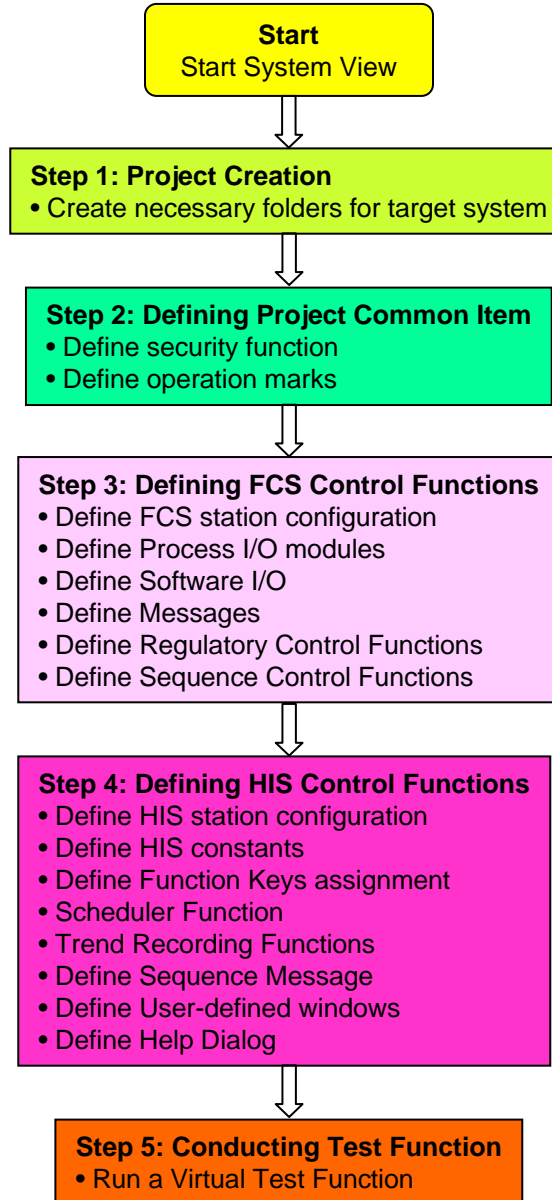 Start
Start System View
Step 1: Project Creation
• Create necessary folders for target system
Step 2: Defining Project Common Item
• Define security function
• Define operation marks
Step 3: Defining FCS Control Functions
• Define FCS station configuration
• Define Process I/O modules
• Define Software I/O
• Define Messages
• Define Regulatory Control Functions
• Define Sequence Control Functions
Step 4: Defining HIS Control Functions
• Define HIS station configuration
• Define HIS constants
• Define Function Keys assignment
• Scheduler Function
• Trend Recording Functions
• Define Sequence Message
• Define User-defined windows
• Define Help Dialog
Step 5: Conducting Test Function
• Run a Virtual Test Function